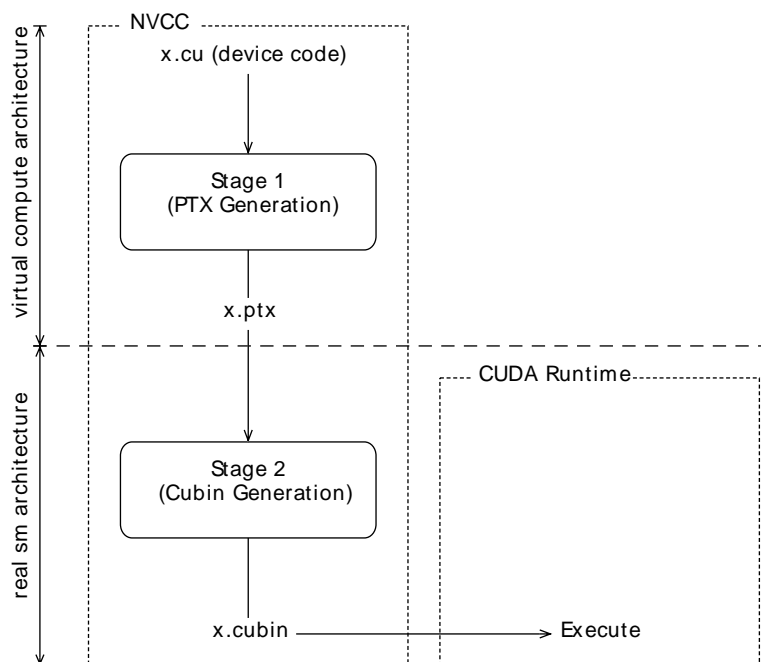 NVCC
x.cu (device code)
virtual compute architecture
Stage 1
(PTX Generation)
x.ptx
CUDA Runtime
real sm architecture
Stage 2
(Cubin Generation)
x.cubin
Execute